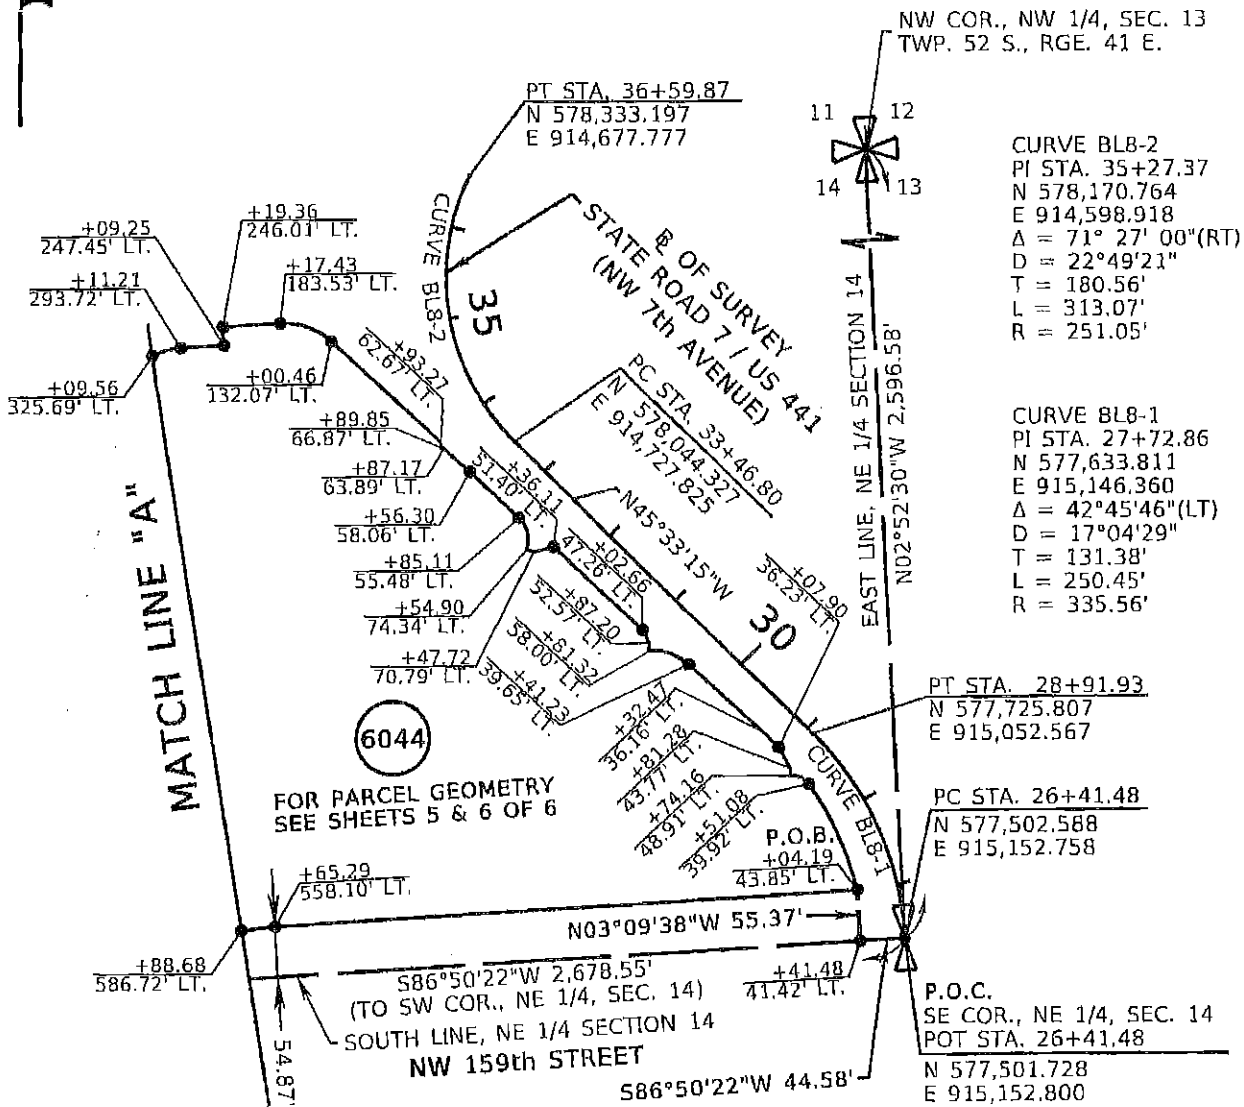 NW COR., NW 1/4, SEC. 13
TWP. 52 S., RGE. 41 E.
PT STA. 36+59.87
N 578,333.197
E 914,677.777
11
12
14
13
CURVE BL8-2
PI STA. 35+27.37
N 578,170.764
E 914,598.918
Δ = 71° 27' 00"(RT)
D = 22°49'21"
T = 180.56'
L = 313.07'
R = 251.05'
CURVE BL8-1
PI STA. 27+72.86
N 577,633.811
E 915,146.360
Δ = 42°45'46"(LT)
D = 17°04'29"
T = 131.38'
L = 250.45'
R = 335.56'
CURVE BL8-2
35
℄ OF SURVEY
STATE ROAD 7 / US 441
(NW 7th AVENUE)
PC STA. 33+46.80
N 578,044.327
E 914,727.825
EAST LINE, NE 1/4 SECTION 14
N02°52'30"W 2,596.58'
N45°33'15"W
30
+19.36
246.01' LT.
+09.25
247.45' LT.
+17.43
183.53' LT.
+11.21
293.72' LT.
+09.56
325.69' LT.
+00.46
132.07' LT.
+93.27
62.67' LT.
+89.85
66.87' LT.
+87.17
63.89' LT.
+56.30
58.06' LT.
+85.11
55.48' LT.
+54.90
74.34' LT.
+47.72
70.79' LT.
+36.11
51.40' LT.
+02.66
47.26' LT.
+87.20
52.57' LT.
+81.32
58.00' LT.
+41.23
39.65' LT.
+07.90
36.23' LT.
+32.47
36.16' LT.
+81.28
43.77' LT.
+74.16
48.91' LT.
+51.08
39.92' LT.
P.O.B.
+04.19
43.85' LT.
PT STA. 28+91.93
N 577,725.807
E 915,052.567
CURVE BL8-1
PC STA. 26+41.48
N 577,502.588
E 915,152.758
MATCH LINE "A"
6044
FOR PARCEL GEOMETRY
SEE SHEETS 5 & 6 OF 6
+65.29
558.10' LT.
N03°09'38"W 55.37'
+88.68
586.72' LT.
S86°50'22"W 2,678.55'
(TO SW COR., NE 1/4, SEC. 14)
SOUTH LINE, NE 1/4 SECTION 14
NW 159th STREET
54.87'
+41.48
41.42' LT.
S86°50'22"W 44.58'
P.O.C.
SE COR., NE 1/4, SEC. 14
POT STA. 26+41.48
N 577,501.728
E 915,152.800